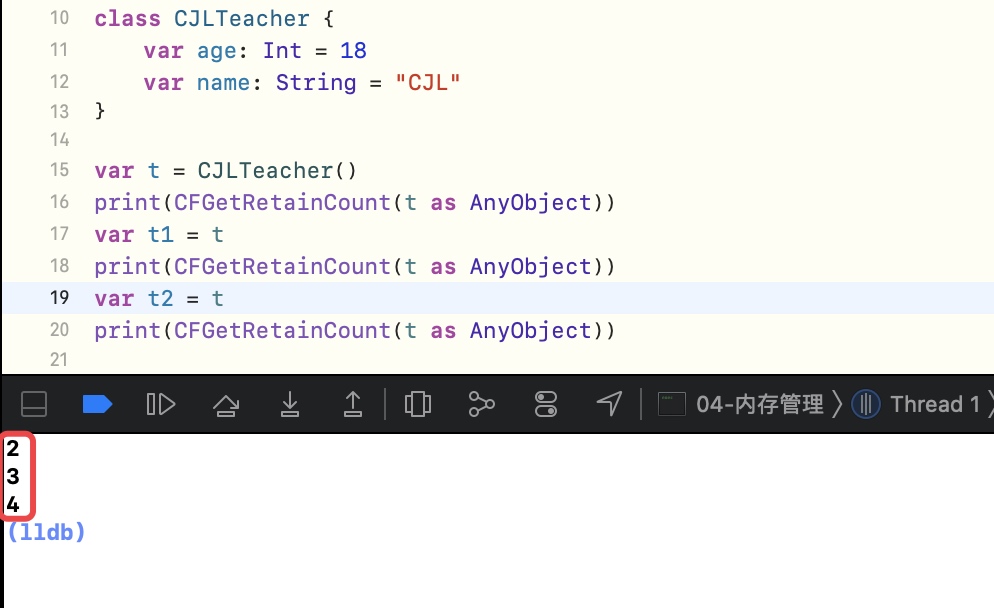 10 class CJLTeacher {
11     var age: Int = 18
12     var name: String = "CJL"
13 }
14
15 var t = CJLTeacher()
16 print(CFGetRetainCount(t as AnyObject))
17 var t1 = t
18 print(CFGetRetainCount(t as AnyObject))
19 var t2 = t
20 print(CFGetRetainCount(t as AnyObject))
21
04-内存管理 〉 Thread 1 〉
2
3
4
(lldb)